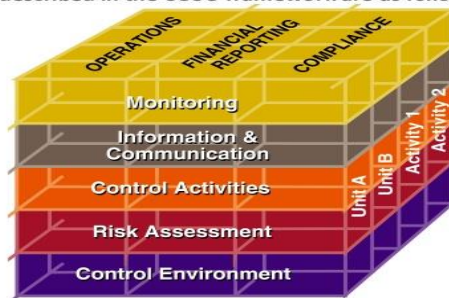 OPERATIONS
FINANCIAL
REPORTING
COMPLIANCE
Monitoring
Information &
Communication
Control Activities
Risk Assessment
Control Environment
Unit A
Unit B
Activity 1
Activity 2